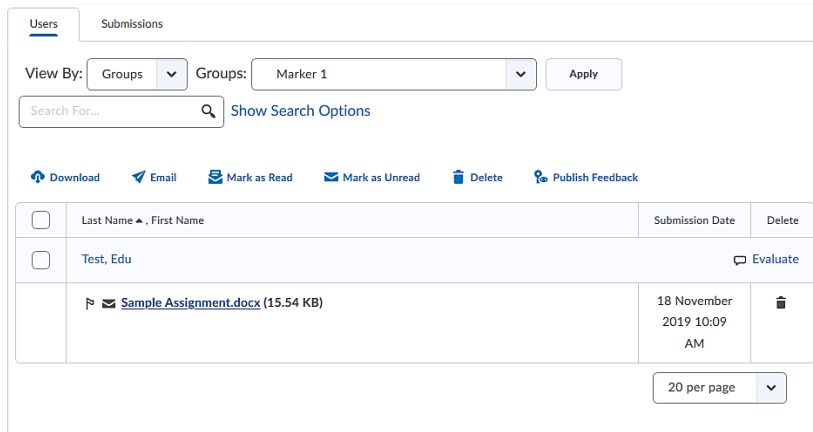 Users Submissions
View By: Groups Groups: Marker 1 Apply
Search For... Show Search Options
Download Email Mark as Read Mark as Unread Delete Publish Feedback
Last Name , First Name Submission Date Delete
Test, Edu Evaluate
Sample Assignment.docx (15.54 KB) 18 November
2019 10:09
AM
20 per page